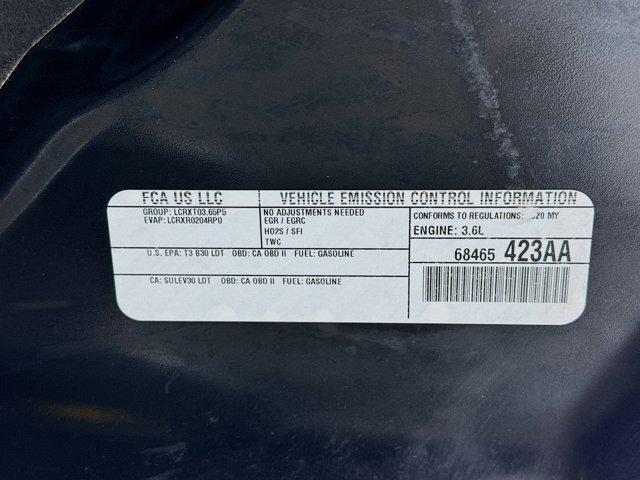 FCA US LLC
VEHICLE EMISSION CONTROL INFORMATION
GROUP: LCRXT03.65P5
EVAP: LCRXR0204RP0
NO ADJUSTMENTS NEEDED
EGR / EGRC
HO2S / SFI
TWC
CONFORMS TO REGULATIONS: 20 MY
ENGINE: 3.6L
U.S. EPA: T3 B30 LDT OBD: CA OBD II FUEL: GASOLINE
CA: SULEV30 LDT OBD: CA OBD II FUEL: GASOLINE
68465 423AA